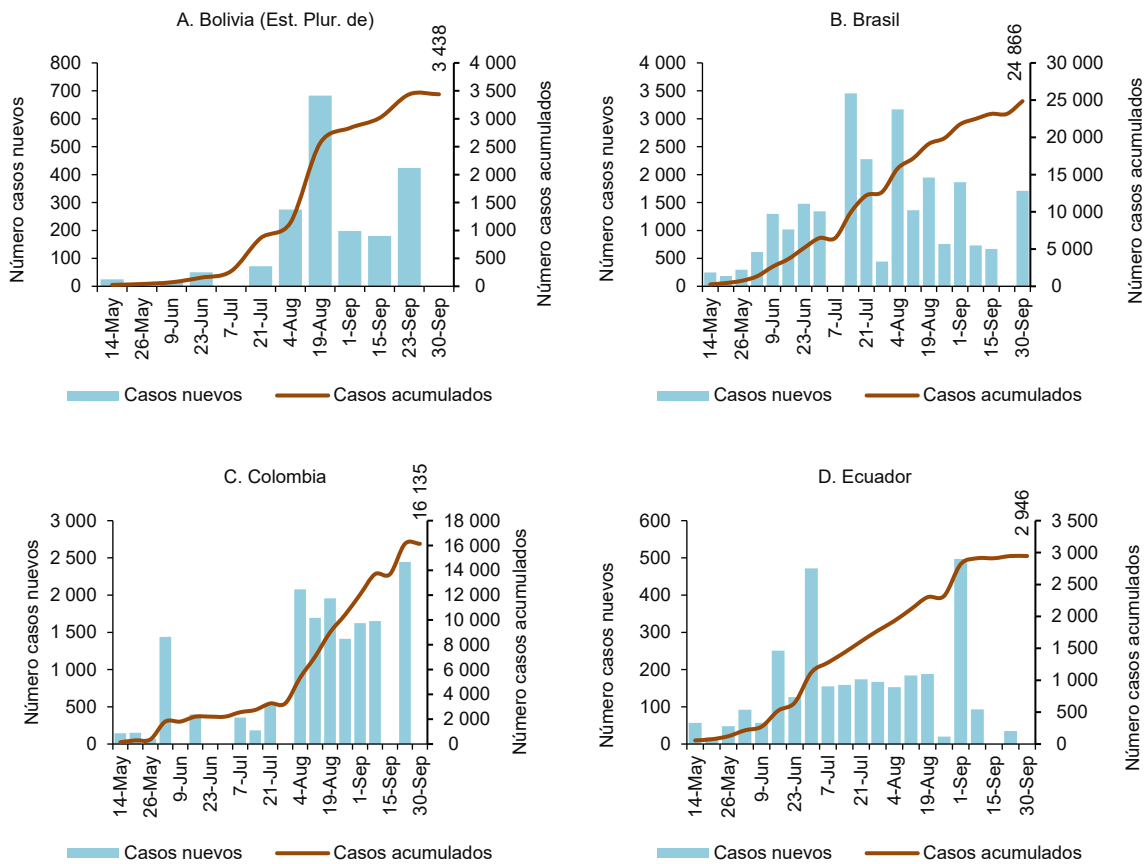 A. Bolivia (Est. Plur. de)
Número casos nuevos
800
700
600
500
400
300
200
100
0
3 438
4 000
3 500
3 000
2 500
2 000
1 500
1 000
500
0
Número casos acumulados
14-May
26-May
9-Jun
23-Jun
7-Jul
21-Jul
4-Aug
19-Aug
1-Sep
15-Sep
23-Sep
30-Sep
Casos nuevos
Casos acumulados
B. Brasil
Número casos nuevos
4 000
3 500
3 000
2 500
2 000
1 500
1 000
500
0
24 866
30 000
25 000
20 000
15 000
10 000
5 000
0
Número casos acumulados
14-May
26-May
9-Jun
23-Jun
7-Jul
21-Jul
4-Aug
19-Aug
1-Sep
15-Sep
30-Sep
Casos nuevos
Casos acumulados
C. Colombia
Número casos nuevos
3 000
2 500
2 000
1 500
1 000
500
0
16 135
18 000
16 000
14 000
12 000
10 000
8 000
6 000
4 000
2 000
0
Número casos acumulados
14-May
26-May
9-Jun
23-Jun
7-Jul
21-Jul
4-Aug
19-Aug
1-Sep
15-Sep
30-Sep
Casos nuevos
Casos acumulados
D. Ecuador
Número casos nuevos
600
500
400
300
200
100
0
2 946
3 500
3 000
2 500
2 000
1 500
1 000
500
0
Número casos acumulados
14-May
26-May
9-Jun
23-Jun
7-Jul
21-Jul
4-Aug
19-Aug
1-Sep
15-Sep
30-Sep
Casos nuevos
Casos acumulados